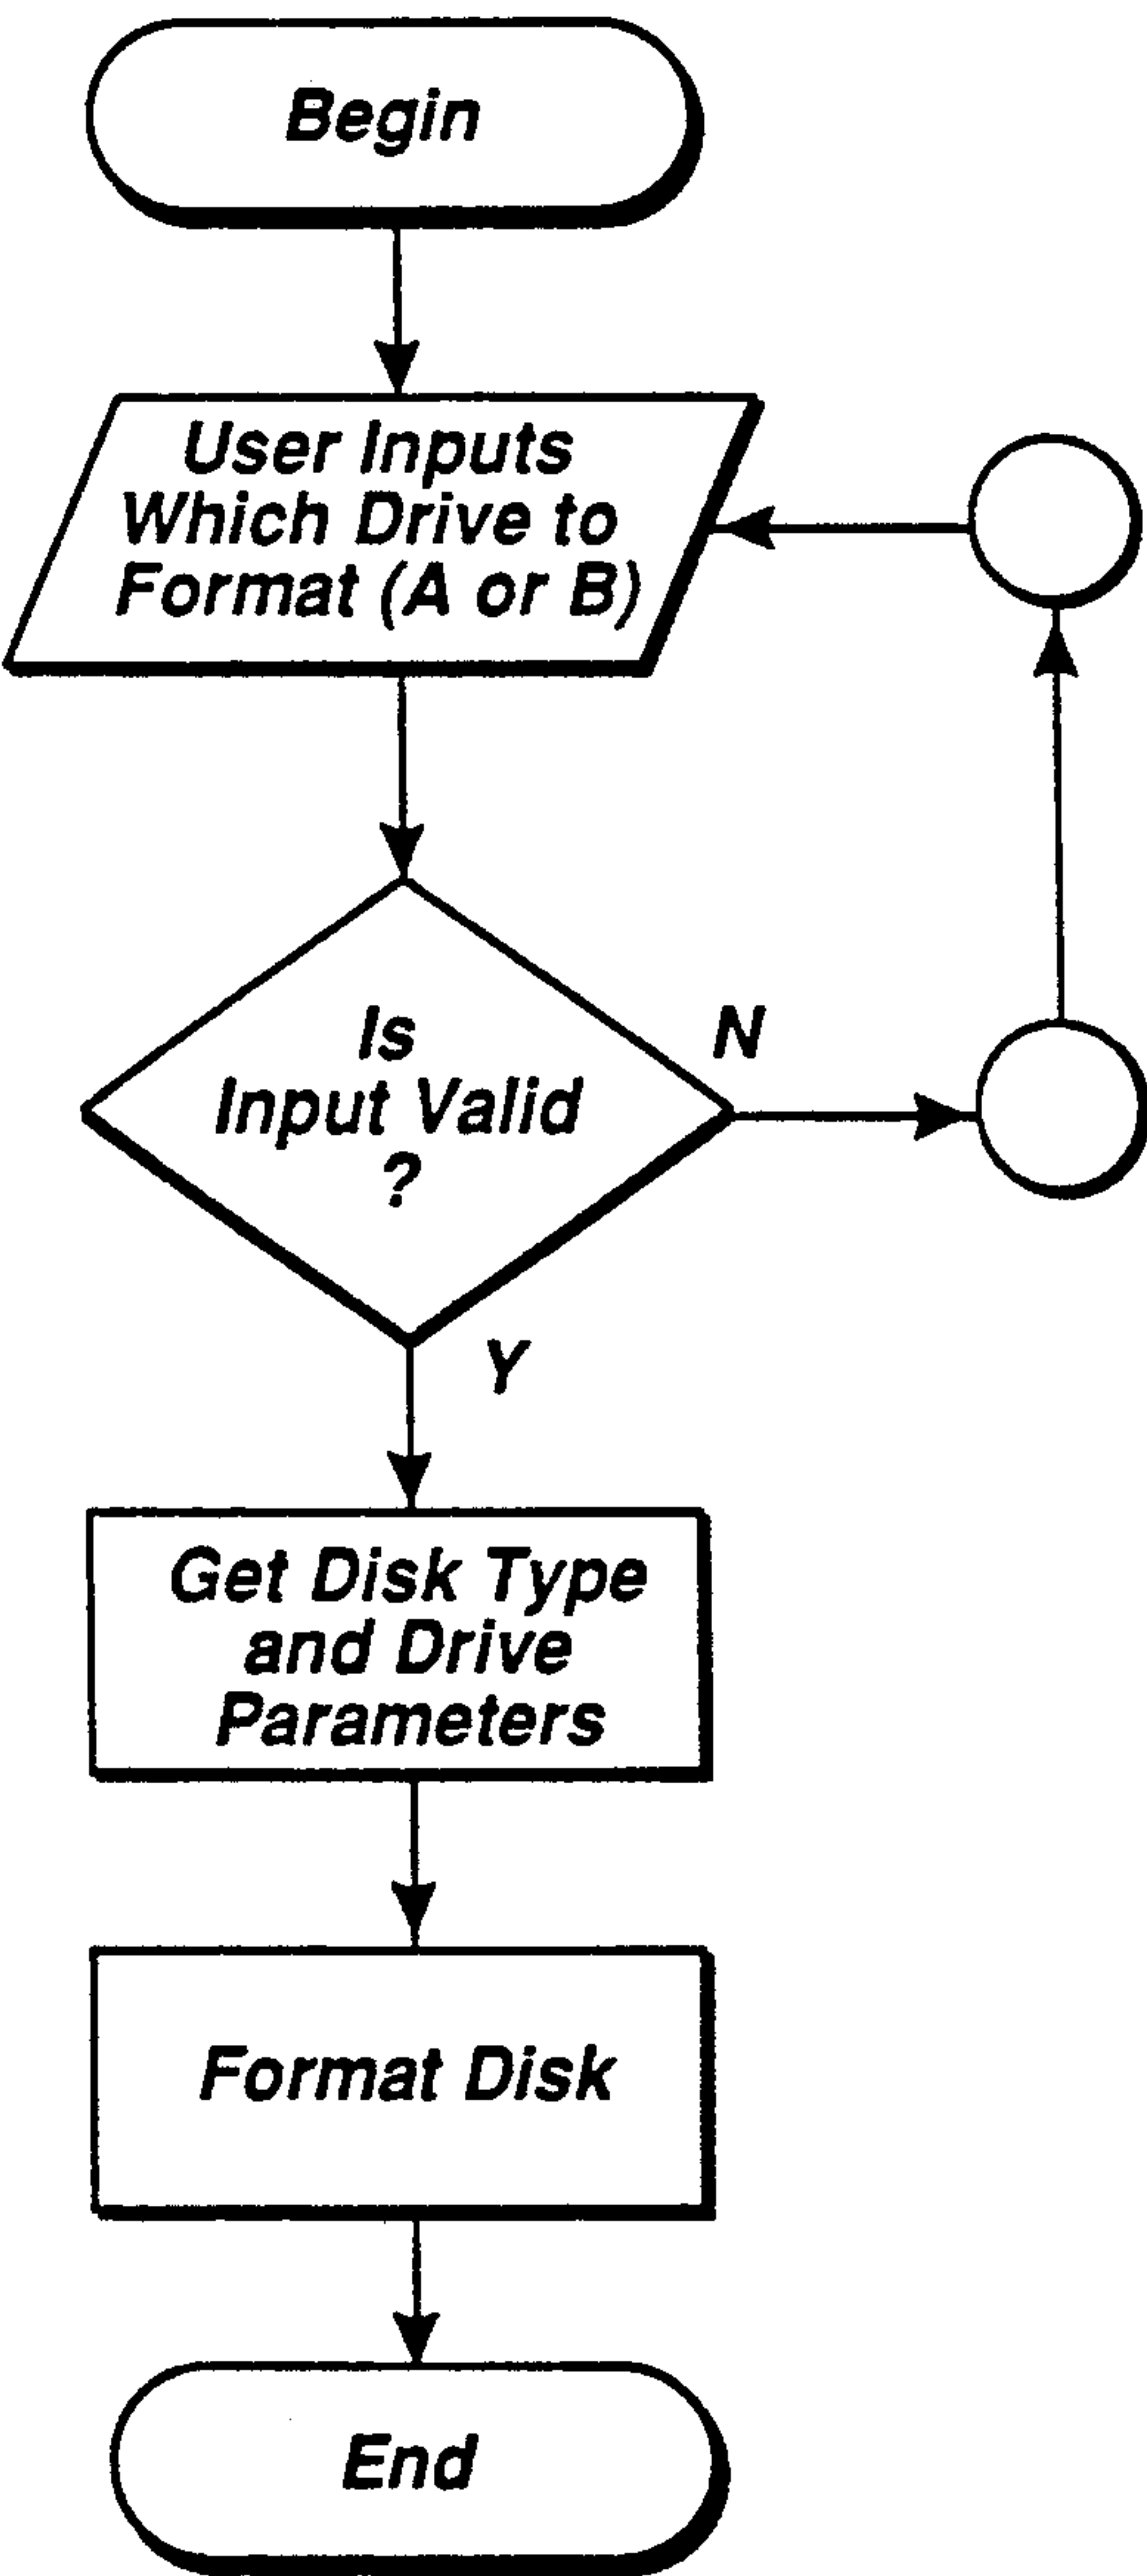 Begin
User Inputs
Which Drive to
Format (A or B)
Is
Input Valid
?
N
Y
Get Disk Type
and Drive
Parameters
Format Disk
End